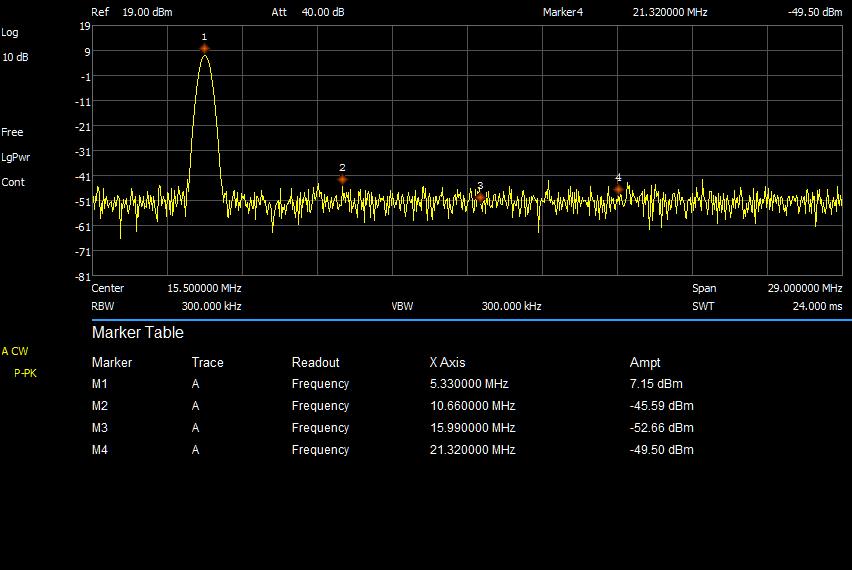 Ref 19.00 dBm Att 40.00 dB Marker4 21.320000 MHz -49.50 dBm
Log
10 dB
Free
LgPwr
Cont
19
9
-1
-11
-21
-31
-41
-51
-61
-71
-81
1
2
3
4
Center 15.500000 MHz Span 29.000000 MHz
RBW 300.000 kHz VBW 300.000 kHz SWT 24.000 ms
Marker Table
A CW
P-PK
Marker Trace Readout X Axis Ampt
M1 A Frequency 5.330000 MHz 7.15 dBm
M2 A Frequency 10.660000 MHz -45.59 dBm
M3 A Frequency 15.990000 MHz -52.66 dBm
M4 A Frequency 21.320000 MHz -49.50 dBm